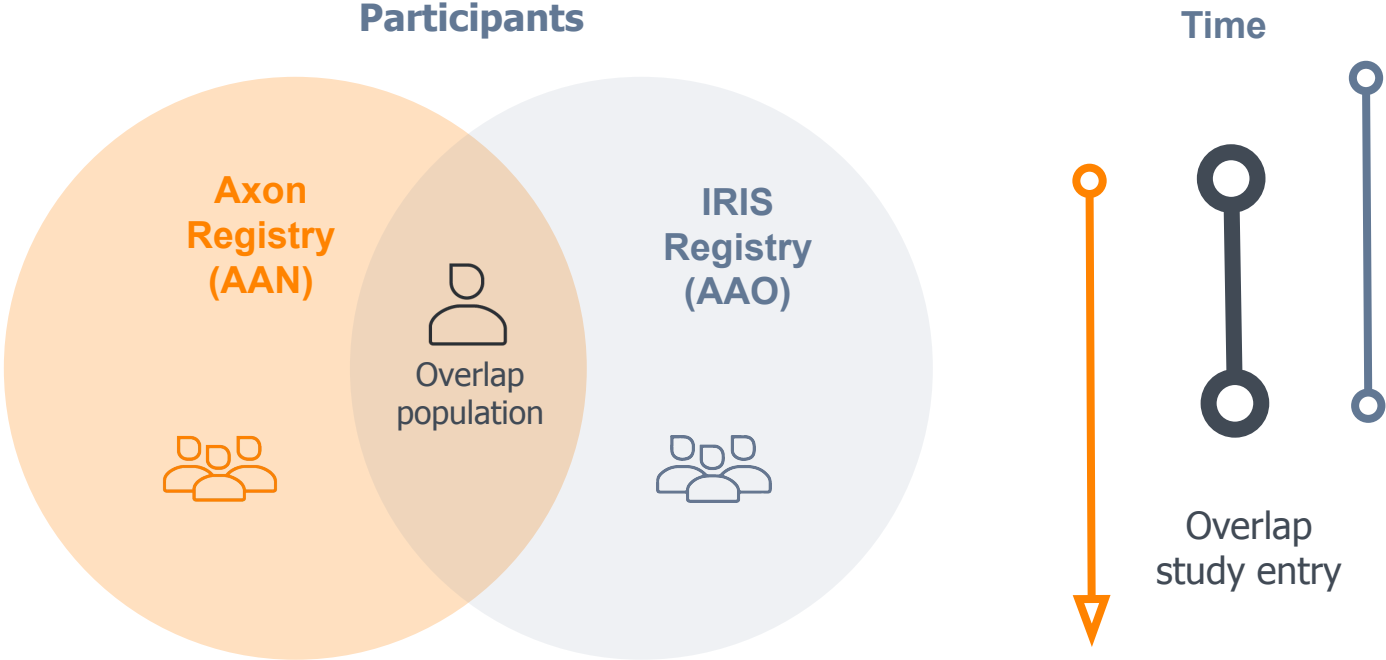 Participants
Time
Axon
Registry
(AAN)
IRIS
Registry
(AAO)
Overlap
population
Overlap
study entry